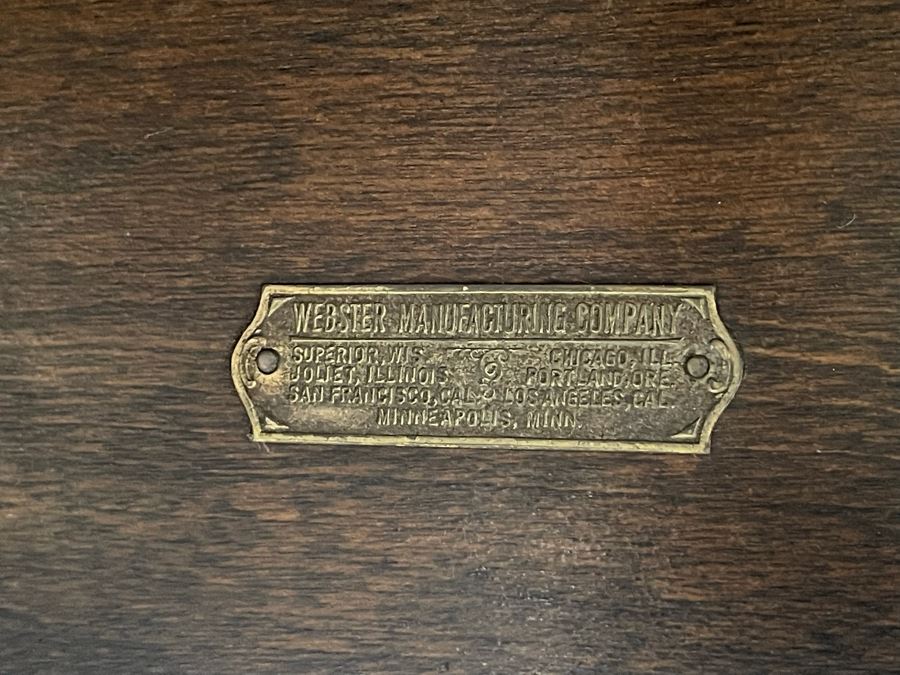 WEBSTER MANUFACTURING COMPANY
SUPERIOR, WIS. CHICAGO, ILL.
JOLIET, ILLINOIS PORTLAND, ORE.
SAN FRANCISCO, CAL. LOS ANGELES, CAL.
MINNEAPOLIS, MINN.